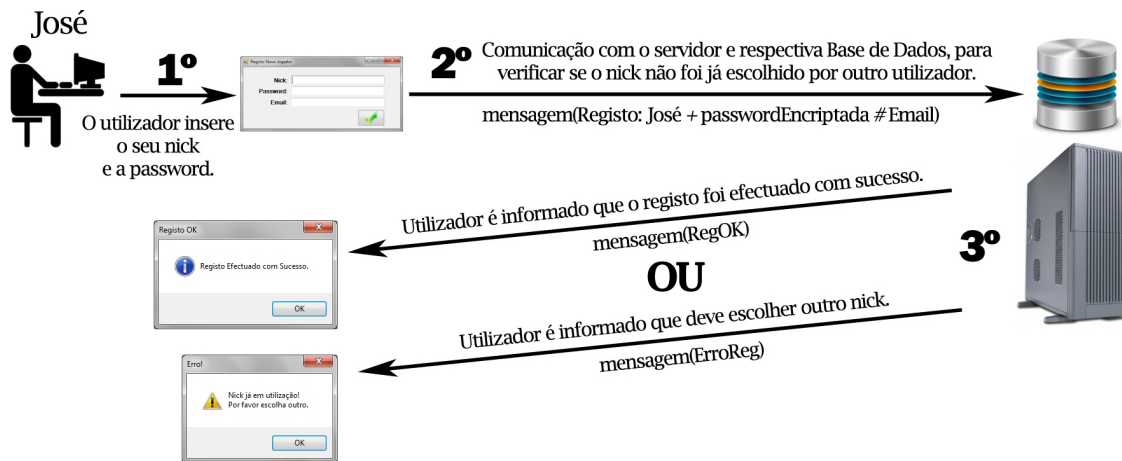 José
1º
O utilizador insere
o seu nick
e a password.
Registo Novo Jogador
Nick:
Password:
Email:
2º
Comunicação com o servidor e respectiva Base de Dados, para
verificar se o nick não foi já escolhido por outro utilizador.
mensagem(Registo: José + passwordEncriptada #Email)
3º
Utilizador é informado que o registo foi efectuado com sucesso.
mensagem(RegOK)
Registo OK
Registo Efectuado com Sucesso.
OK
OU
Utilizador é informado que deve escolher outro nick.
mensagem(ErroReg)
Erro!
Nick já em utilização!
Por favor escolha outro.
OK